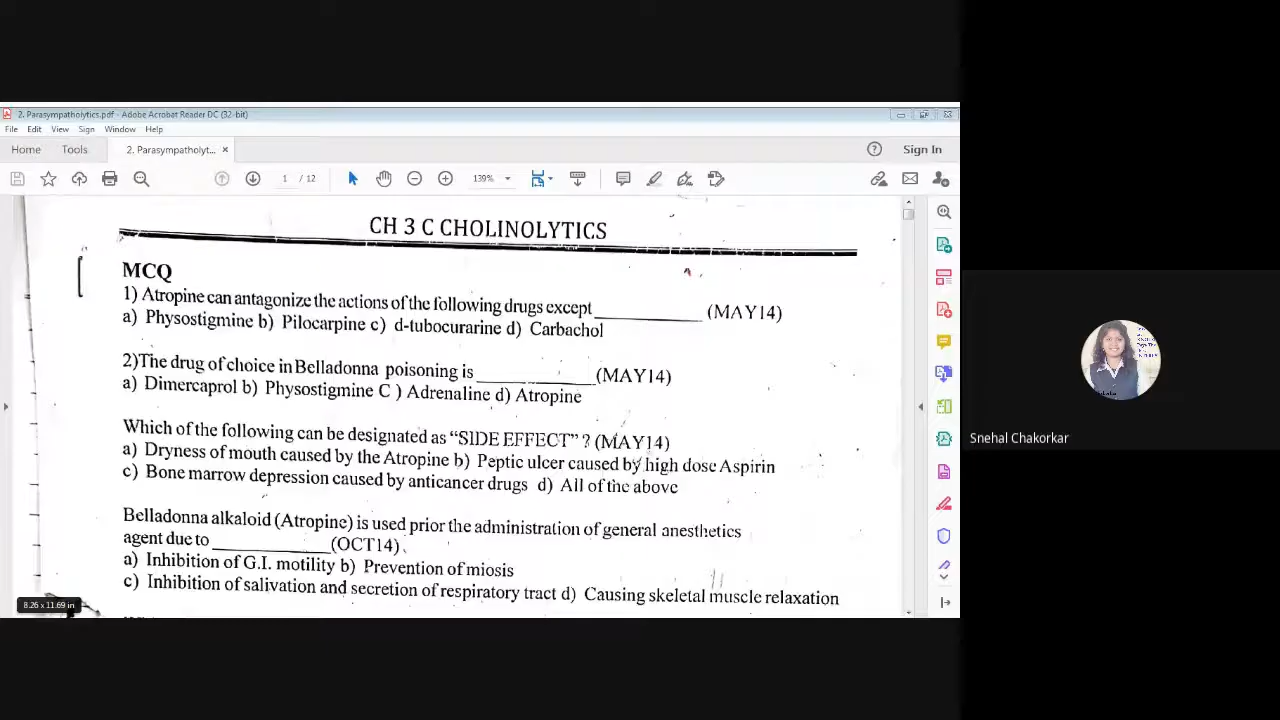 2. Parasympatholytics.pdf - Adobe Acrobat Reader DC (32-bit)
File Edit View Sign Window Help
Home Tools 2. Parasympatholyt... × Sign In
1 / 12 139%
CH 3 C CHOLINOLYTICS
MCQ
1) Atropine can antagonize the actions of the following drugs except__________ (MAY14)
a) Physostigmine b) Pilocarpine c) d-tubocurarine d) Carbachol
2)The drug of choice in Belladonna poisoning is ___________(MAY14)
a) Dimercaprol b) Physostigmine C ) Adrenaline d) Atropine
Which of the following can be designated as “SIDE EFFECT” ? (MAY14)
a) Dryness of mouth caused by the Atropine b) Peptic ulcer caused by high dose Aspirin
c) Bone marrow depression caused by anticancer drugs d) All of the above
Belladonna alkaloid (Atropine) is used prior the administration of general anesthetics
agent due to ___________(OCT14)
a) Inhibition of G.I. motility b) Prevention of miosis
c) Inhibition of salivation and secretion of respiratory tract d) Causing skeletal muscle relaxation
8.26 x 11.69 in
Snehal Chakorkar